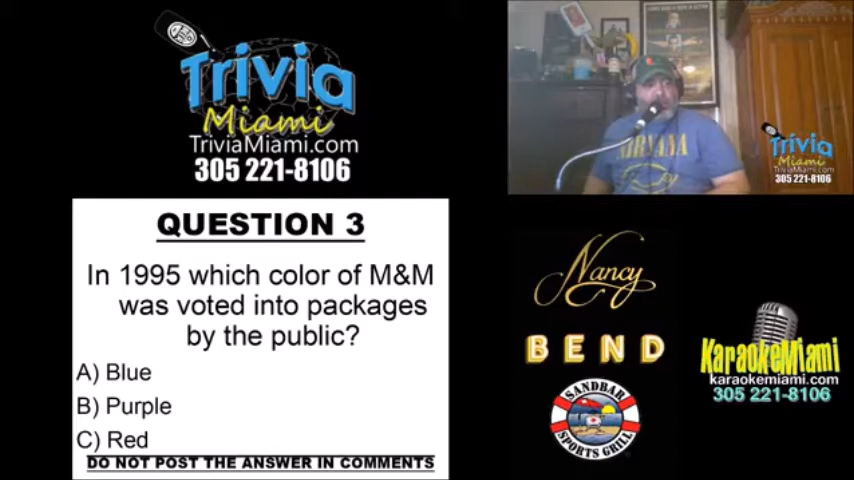 Trivia
Miami
TriviaMiami.com
305 221-8106
QUESTION 3
In 1995 which color of M&M
was voted into packages
by the public?
A) Blue
B) Purple
C) Red
DO NOT POST THE ANSWER IN COMMENTS
NIRVANA
Trivia
Miami
TriviaMiami.com
305 221-8106
Nancy
BEND
SANDBAR
SPORTS GRILL
KaraokeMiami
karaokemiami.com
305 221-8106